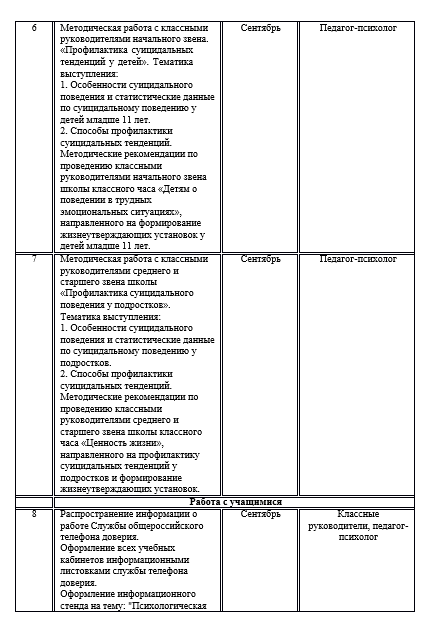 6
Методическая работа с классными
руководителями начального звена.
«Профилактика суицидальных
тенденций у детей». Тематика
выступления:
1. Особенности суицидального
поведения и статистические данные
по суицидальному поведению у
детей младше 11 лет.
2. Способы профилактики
суицидальных тенденций.
Методические рекомендации по
проведению классными
руководителями начального звена
школы классного часа «Детям о
поведении в трудных
эмоциональных ситуациях»,
направленного на формирование
жизнеутверждающих установок у
детей младше 11 лет.
Сентябрь
Педагог-психолог
7
Методическая работа с классными
руководителями среднего и
старшего звена школы
«Профилактика суицидального
поведения у подростков».
Тематика выступления:
1. Особенности суицидального
поведения и статистические данные
по суицидальному поведению у
подростков.
2. Способы профилактики
суицидальных тенденций.
Методические рекомендации по
проведению классными
руководителями среднего и
старшего звена школы классного
часа «Ценность жизни»,
направленного на профилактику
суицидальных тенденций у
подростков и формирование
жизнеутверждающих установок.
Сентябрь
Педагог-психолог
Работа с учащимися
8
Распространение информации о
работе Службы общероссийского
телефона доверия.
Оформление всех учебных
кабинетов информационными
листовками службы телефона
доверия.
Оформление информационного
стенда на тему: "Психологическая
Сентябрь
Классные
руководители, педагог-
психолог